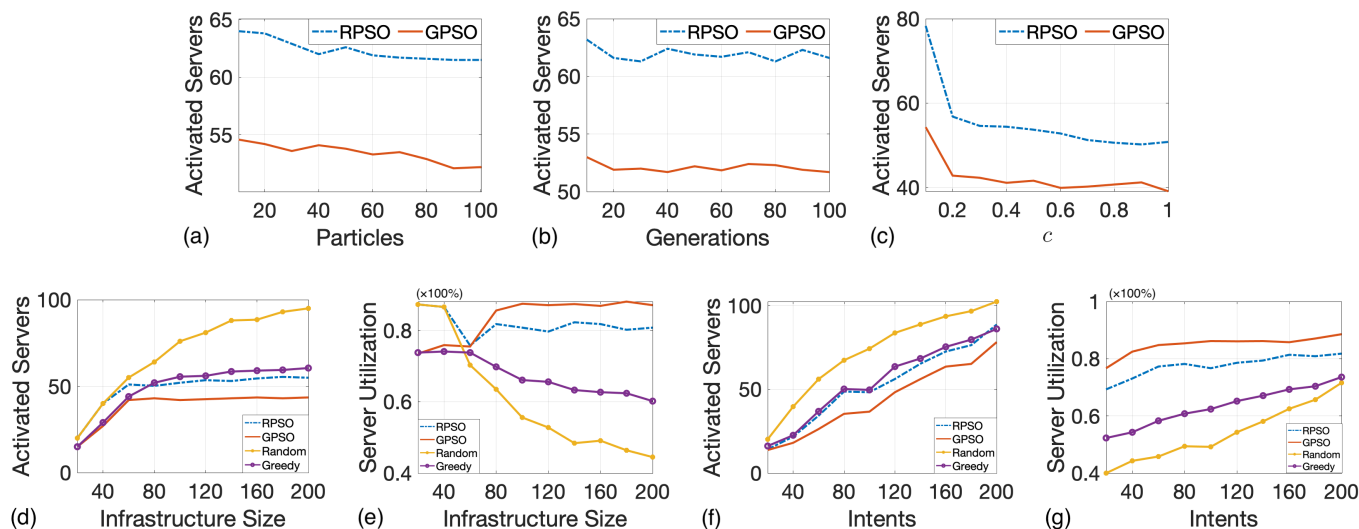 65
60
55
Activated Servers
RPSO
GPSO
20
40
60
80
100
(a)
Particles
65
60
55
50
Activated Servers
RPSO
GPSO
20
40
60
80
100
(b)
Generations
80
60
40
Activated Servers
RPSO
GPSO
0.2
0.4
0.6
0.8
1
(c)
c
100
50
0
Activated Servers
RPSO
GPSO
Random
Greedy
40
80
120
160
200
(d)
Infrastructure Size
(×100%)
0.8
0.6
0.4
Server Utilization
RPSO
GPSO
Random
Greedy
40
80
120
160
200
(e)
Infrastructure Size
100
50
0
Activated Servers
RPSO
GPSO
Random
Greedy
40
80
120
160
200
(f)
Intents
(×100%)
1
0.8
0.6
0.4
Server Utilization
RPSO
GPSO
Random
Greedy
40
80
120
160
200
(g)
Intents